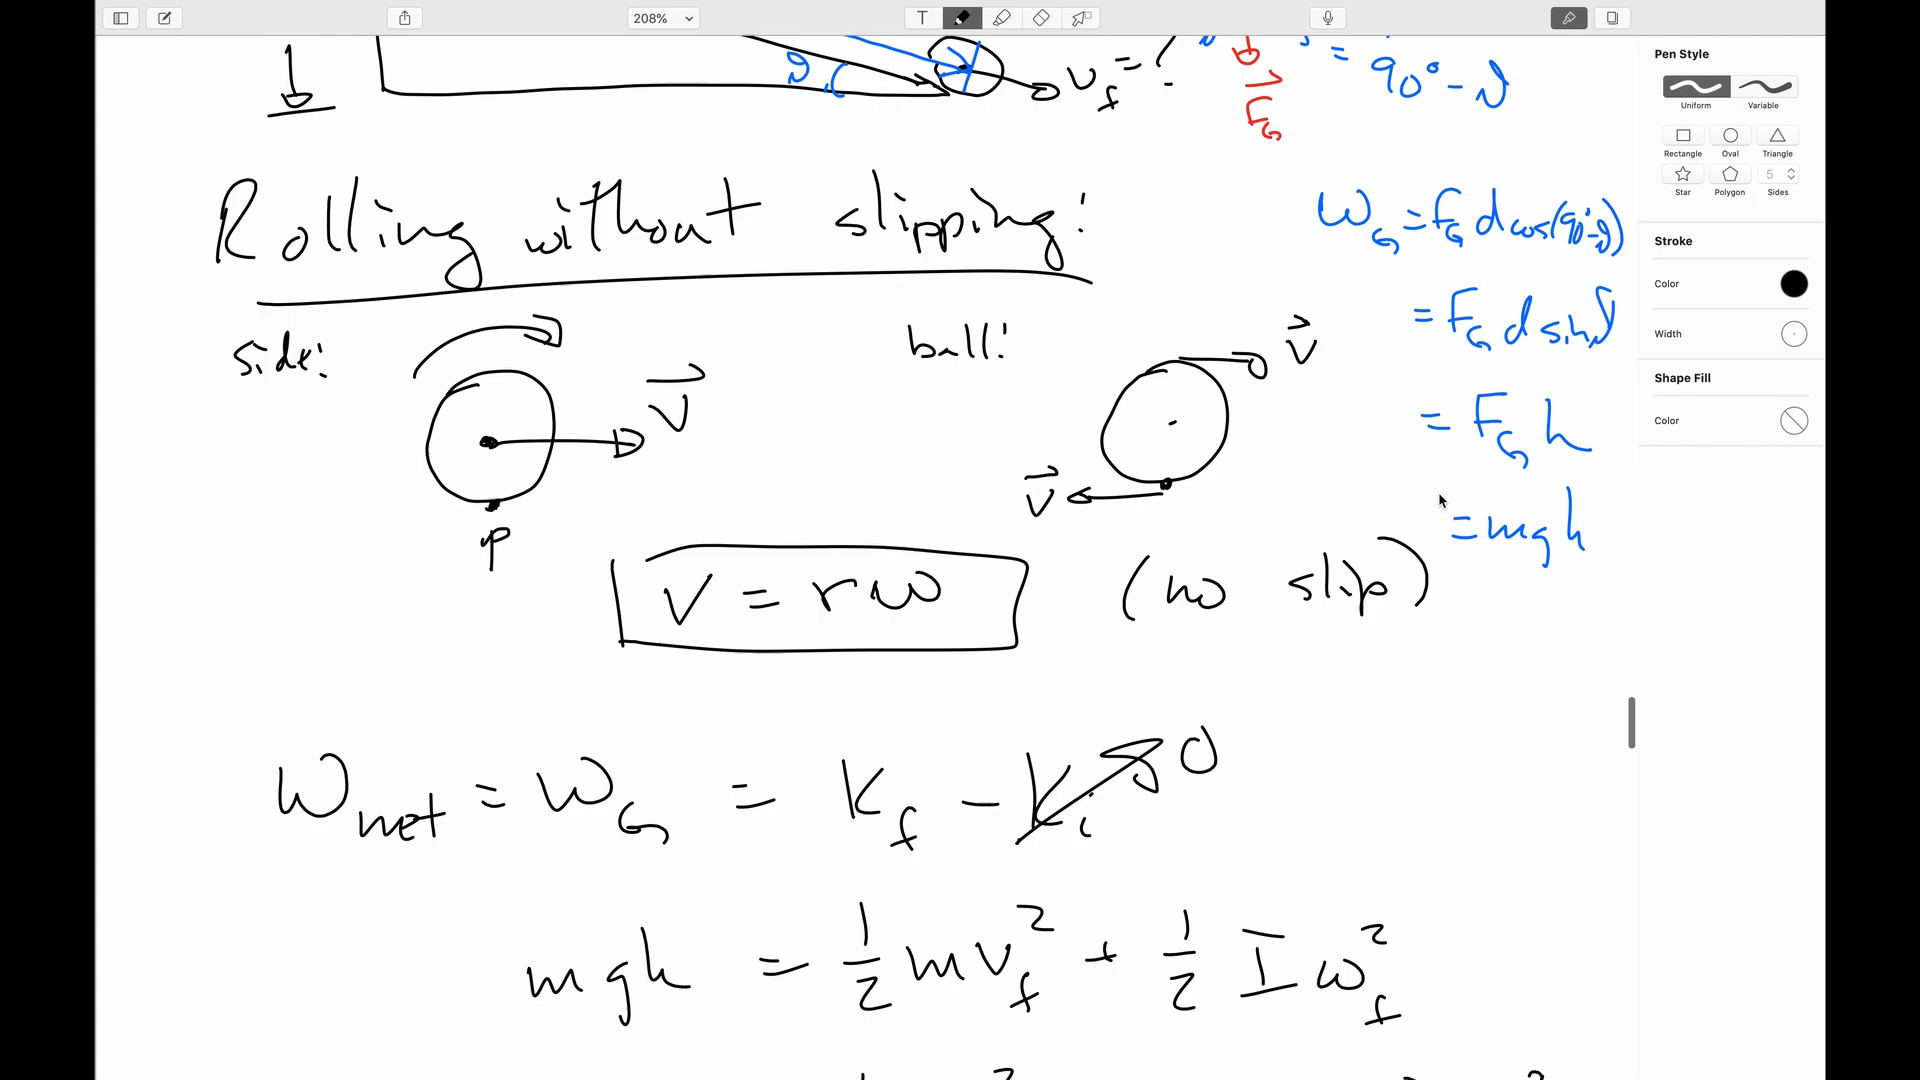 208%
T
Pen Style
Uniform
Variable
Rectangle
Oval
Triangle
Star
Polygon
5
Sides
Stroke
Color
Width
Shape Fill
Color
ϑ
v_f = ?
F_G
= 90° - ϑ
Rolling without slipping:
W_G = F_G d cos(90°-ϑ)
= F_G d sinϑ
= F_G h
= mgh
side:
V
P
ball:
V
V
V = rω
(no slip)
W_net = W_G = K_f - K_i 0
mgh = 1/2 mv_f^2 + 1/2 I ω_f^2